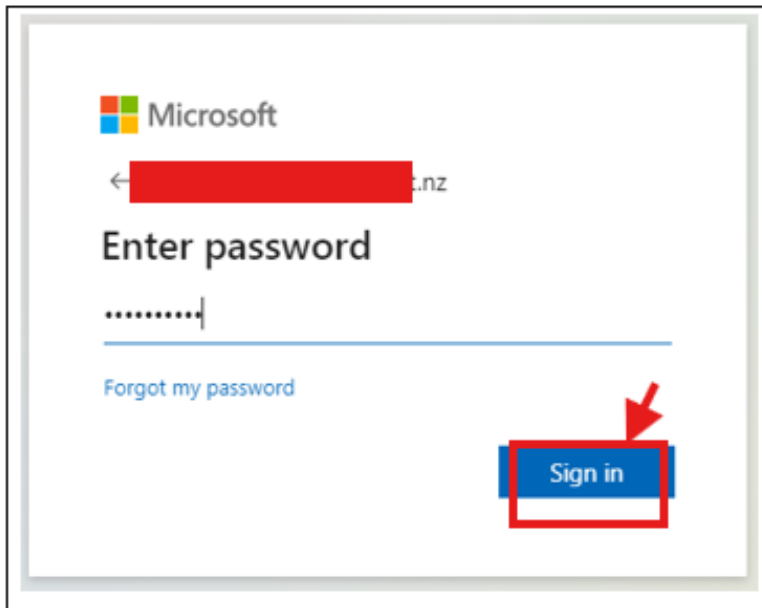 Microsoft
← t.nz
Enter password
••••••••••
Forgot my password
Sign in